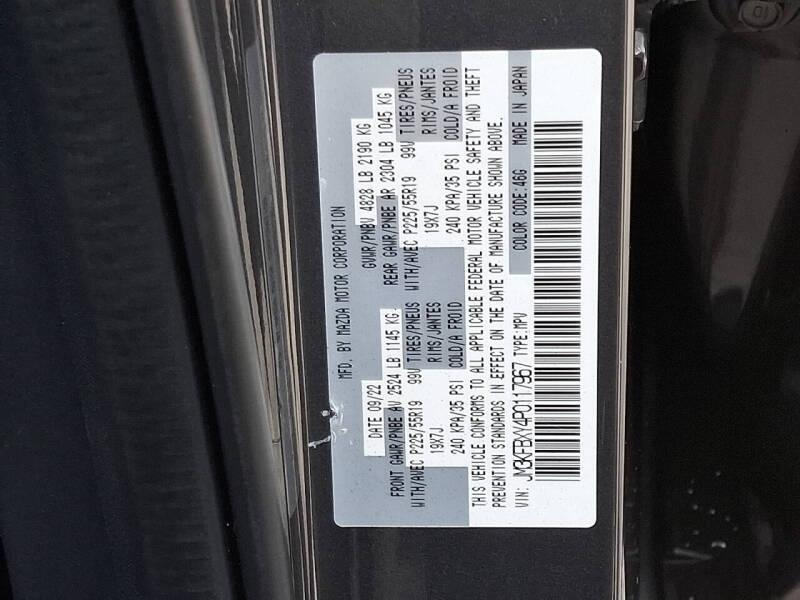 MFD. BY MAZDA MOTOR CORPORATION
DATE 09/22 GVWR/PNBV 4828 LB 2190 KG
FRONT GAWR/PNBE AV 2524 LB 1145 KG REAR GAWR/PNBE AR 2304 LB 1045 KG
WITH/AVEC P225/55R19 99V TIRES/PNEUS WITH/AVEC P225/55R19 99V TIRES/PNEUS
19X7J RIMS/JANTES 19X7J RIMS/JANTES
240 KPA/35 PSI COLD/A FROID 240 KPA/35 PSI COLD/A FROID
THIS VEHICLE CONFORMS TO ALL APPLICABLE FEDERAL MOTOR VEHICLE SAFETY AND THEFT
PREVENTION STANDARDS IN EFFECT ON THE DATE OF MANUFACTURE SHOWN ABOVE.
VIN: JM3KFBXY4P0117967 TYPE:MPV COLOR CODE:46G MADE IN JAPAN